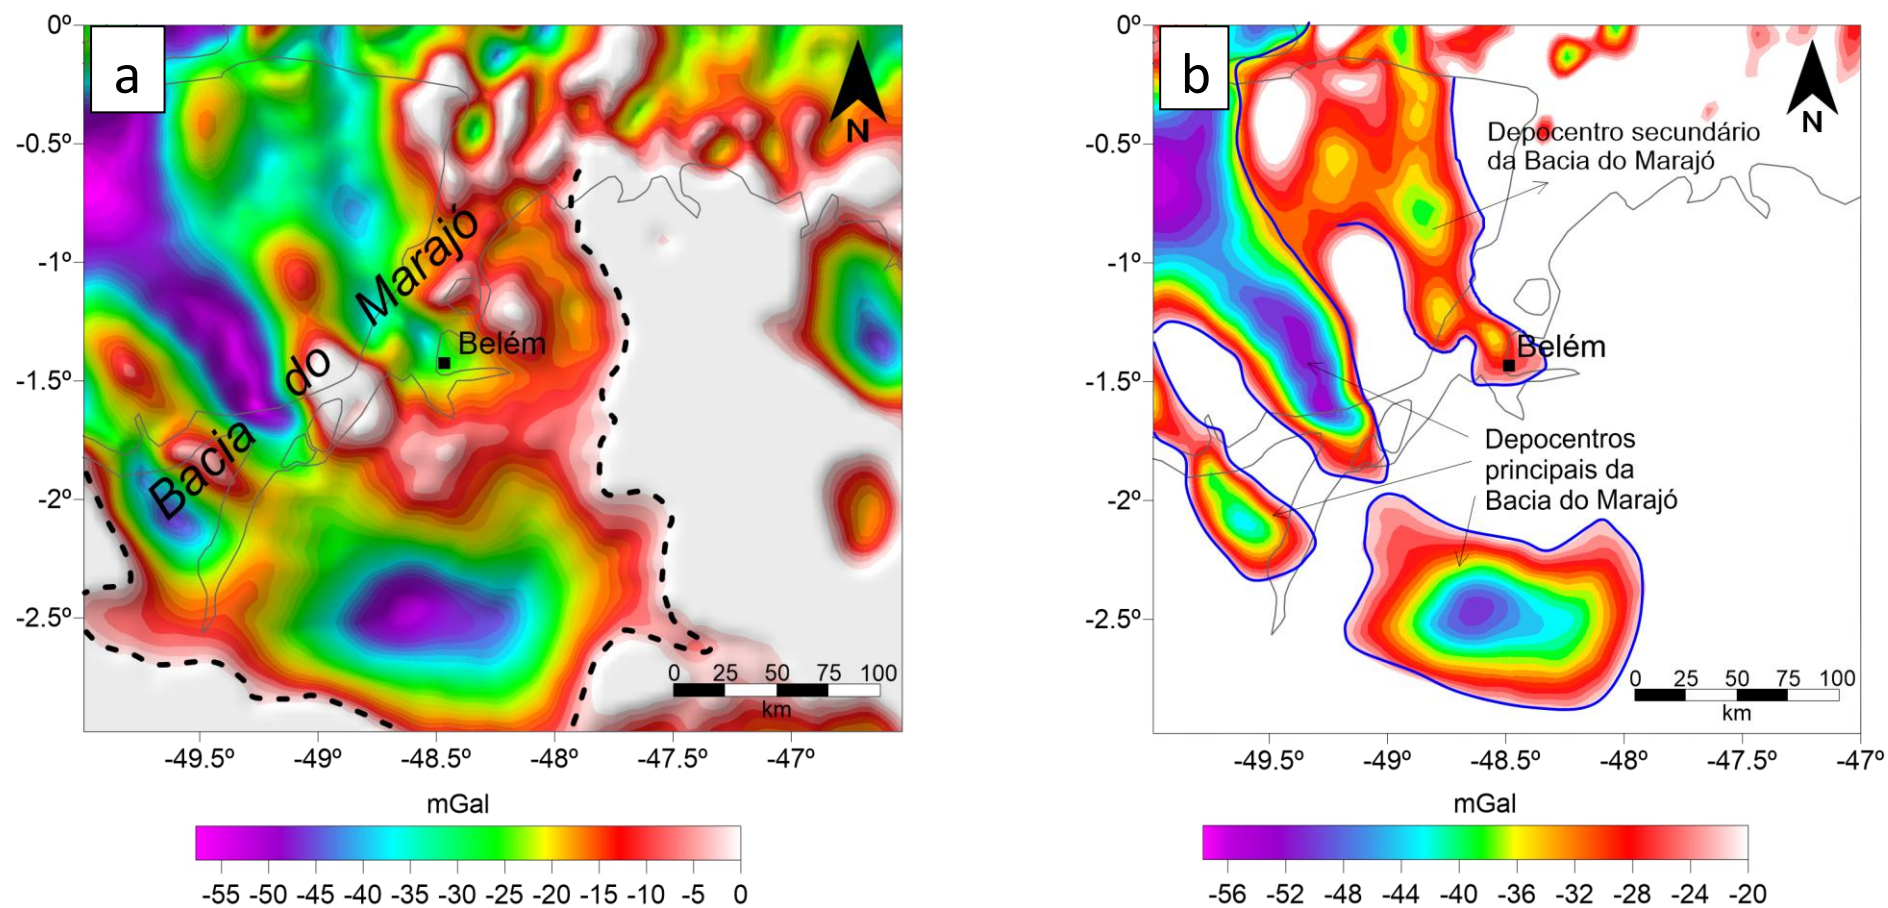 a
0º
-0.5º
-1º
-1.5º
-2º
-2.5º
N
Bacia do Marajó
Belém
0 25 50 75 100
km
-49.5º -49º -48.5º -48º -47.5º -47º
mGal
-55 -50 -45 -40 -35 -30 -25 -20 -15 -10 -5 0
b
0º
-0.5º
-1º
-1.5º
-2º
-2.5º
N
Depocentro secundário
da Bacia do Marajó
Belém
Depocentros
principais da
Bacia do Marajó
0 25 50 75 100
km
-49.5º -49º -48.5º -48º -47.5º -47º
mGal
-56 -52 -48 -44 -40 -36 -32 -28 -24 -20